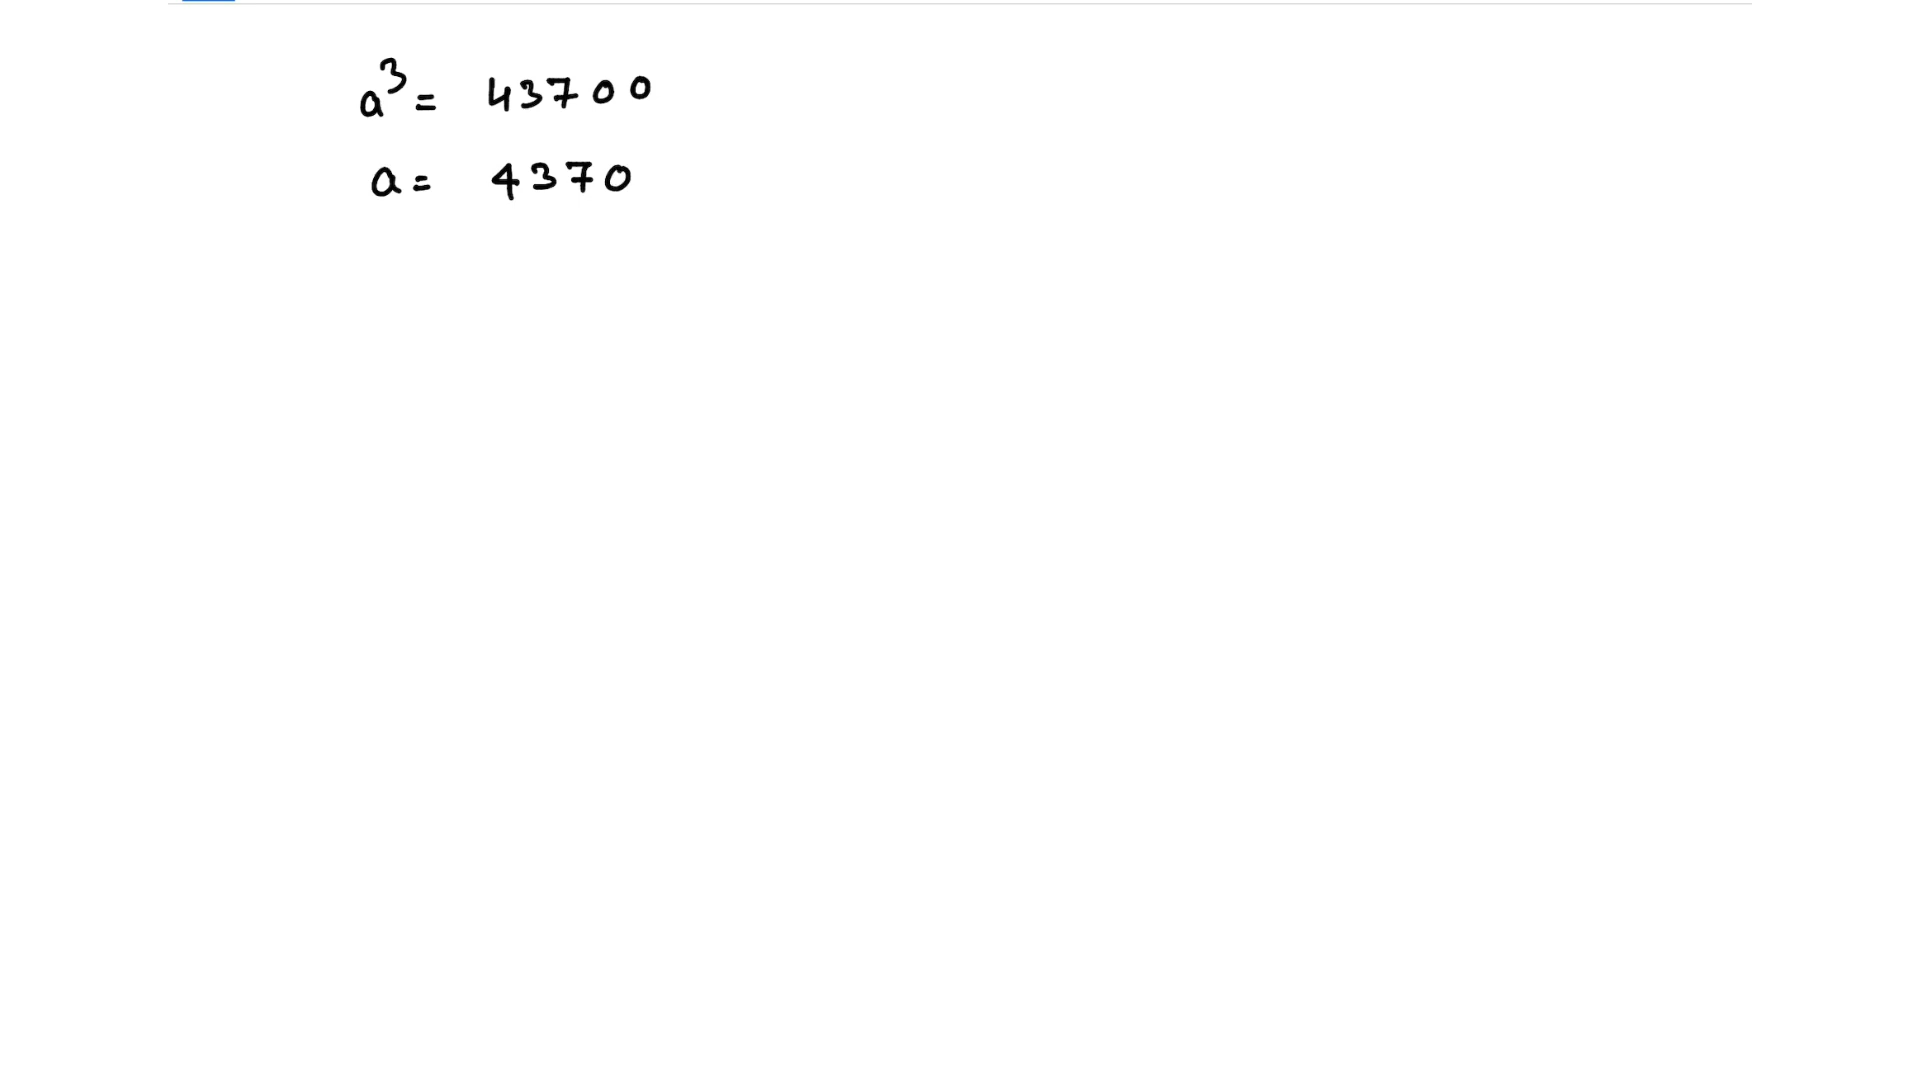 a³ = 43700
a = 4370